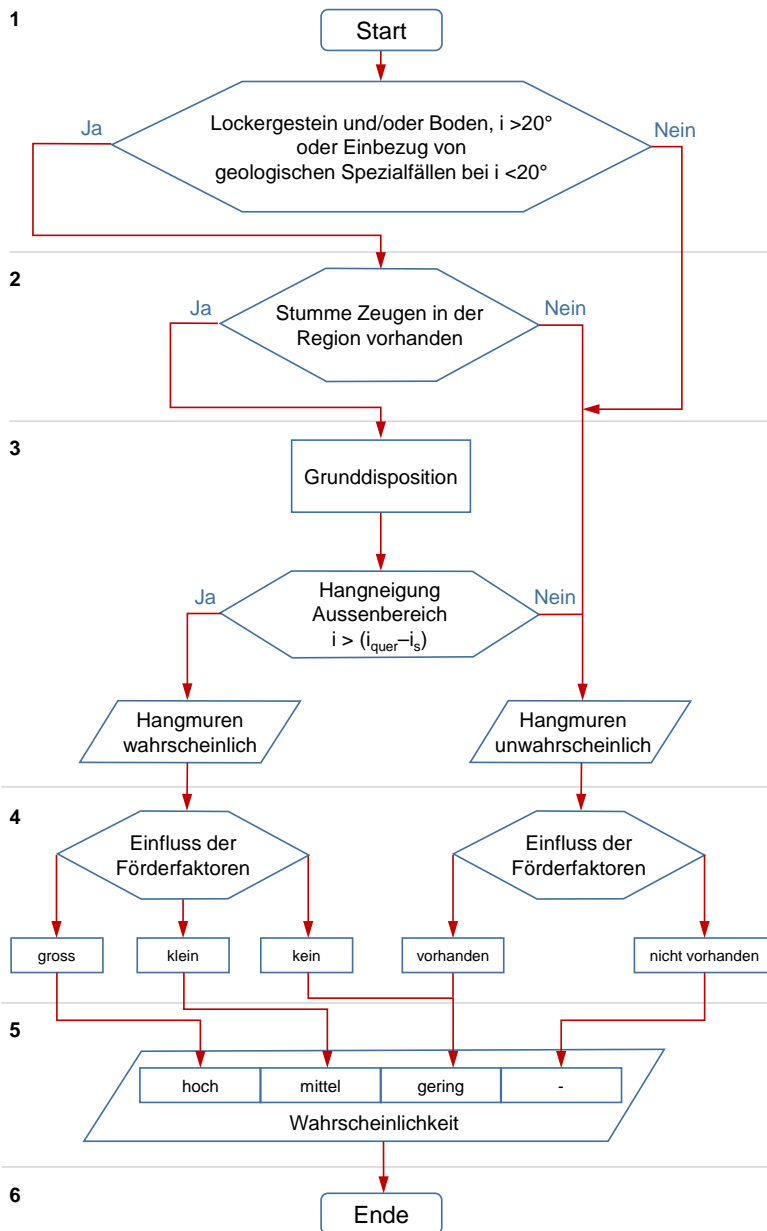 1
Start
Ja
Lockergestein und/oder Boden, i >20°
oder Einbezug von
geologischen Spezialfällen bei i <20°
Nein
2
Ja
Stumme Zeugen in der
Region vorhanden
Nein
3
Grunddisposition
Ja
Hangneigung
Aussenbereich
i > (iquer–is)
Nein
Hangmuren
wahrscheinlich
Hangmuren
unwahrscheinlich
4
Einfluss der
Förderfaktoren
Einfluss der
Förderfaktoren
gross
klein
kein
vorhanden
nicht vorhanden
5
hoch
mittel
gering
-
Wahrscheinlichkeit
6
Ende